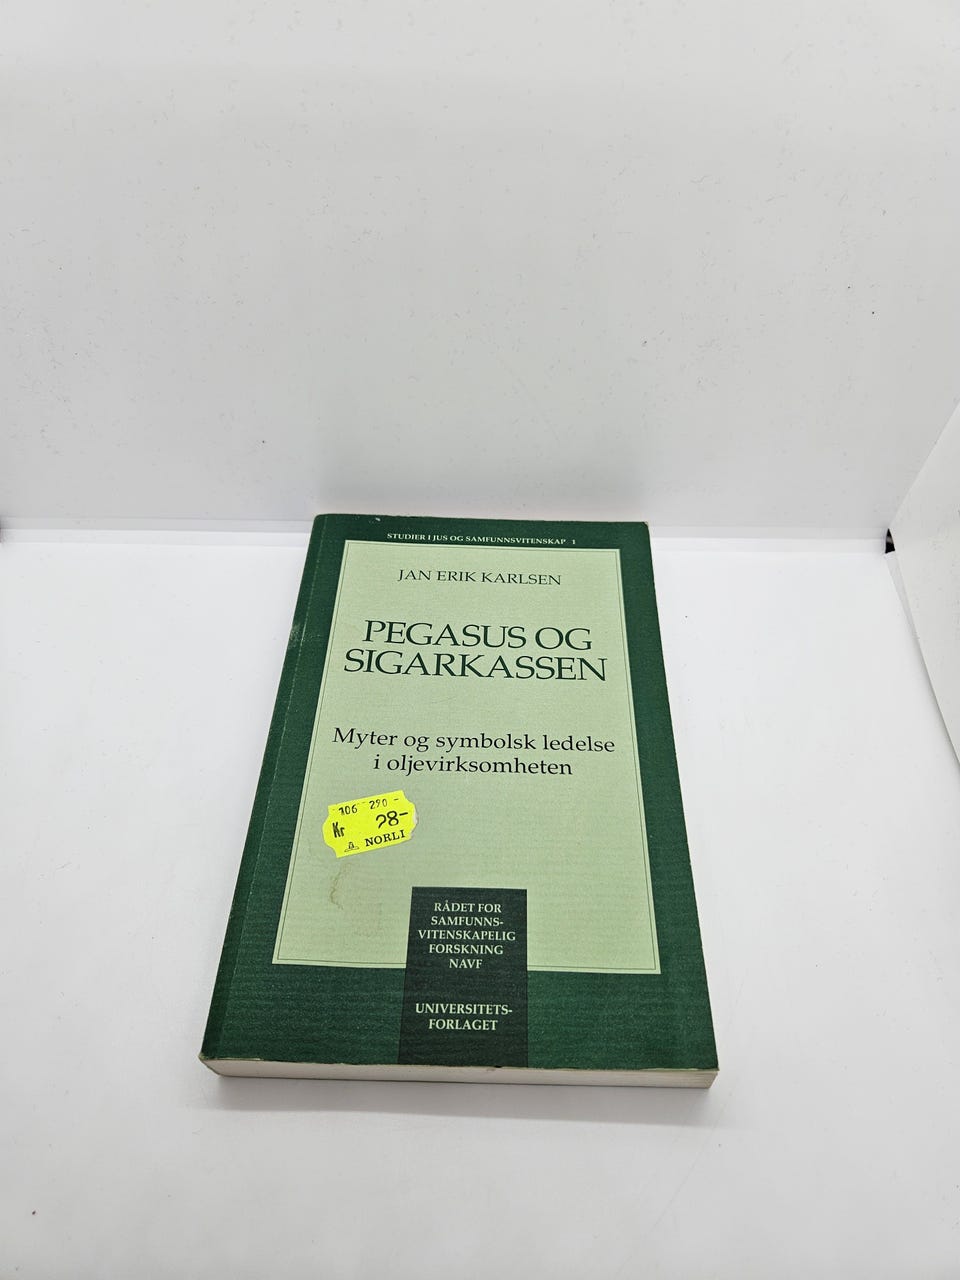 STUDIER I JUS OG SAMFUNNSVITENSKAP 1
JAN ERIK KARLSEN
PEGASUS OG
SIGARKASSEN
Myter og symbolsk ledelse
i oljevirksomheten
106 290-
Kr 98-
NORLI
RÅDET FOR
SAMFUNNS-
VITENSKAPELIG
FORSKNING
NAVF
UNIVERSITETS-
FORLAGET